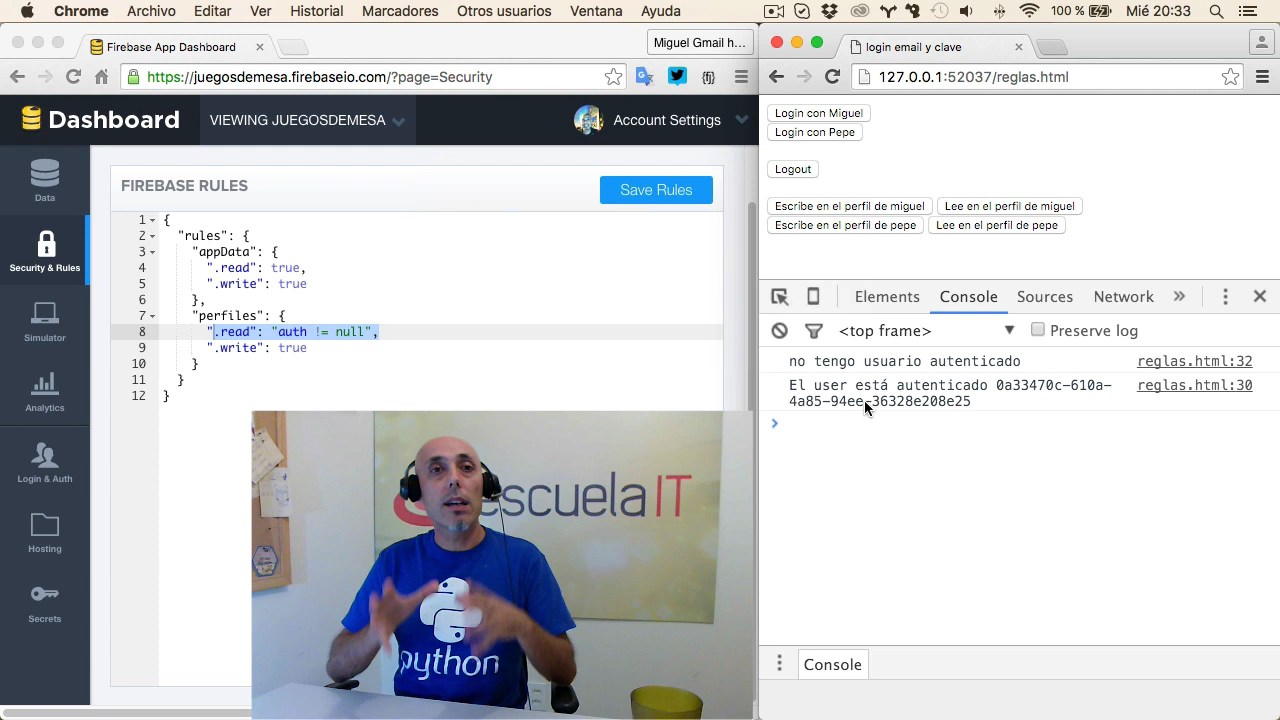 Chrome Archivo Editar Ver Historial Marcadores Otros usuarios Ventana Ayuda 100 % Mié 20:33
Firebase App Dashboard
Miguel Gmail h...
https://juegosdemesa.firebaseio.com/?page=Security
Dashboard
VIEWING JUEGOSDEMESA
Account Settings
Data
Security & Rules
Simulator
Analytics
Login & Auth
Hosting
Secrets
FIREBASE RULES
Save Rules
1 {
2 "rules": {
3 "appData": {
4 ".read": true,
5 ".write": true
6 },
7 "perfiles": {
8 ".read": "auth != null",
9 ".write": true
10 }
11 }
12 }
escuelaIT
python
login email y clave
127.0.0.1:52037/reglas.html
Login con Miguel
Login con Pepe
Logout
Escribe en el perfil de miguel Lee en el perfil de miguel
Escribe en el perfil de pepe Lee en el perfil de pepe
Elements Console Sources Network »
<top frame> Preserve log
no tengo usuario autenticado reglas.html:32
El user está autenticado 0a33470c-610a- reglas.html:30
4a85-94ee-36328e208e25
Console